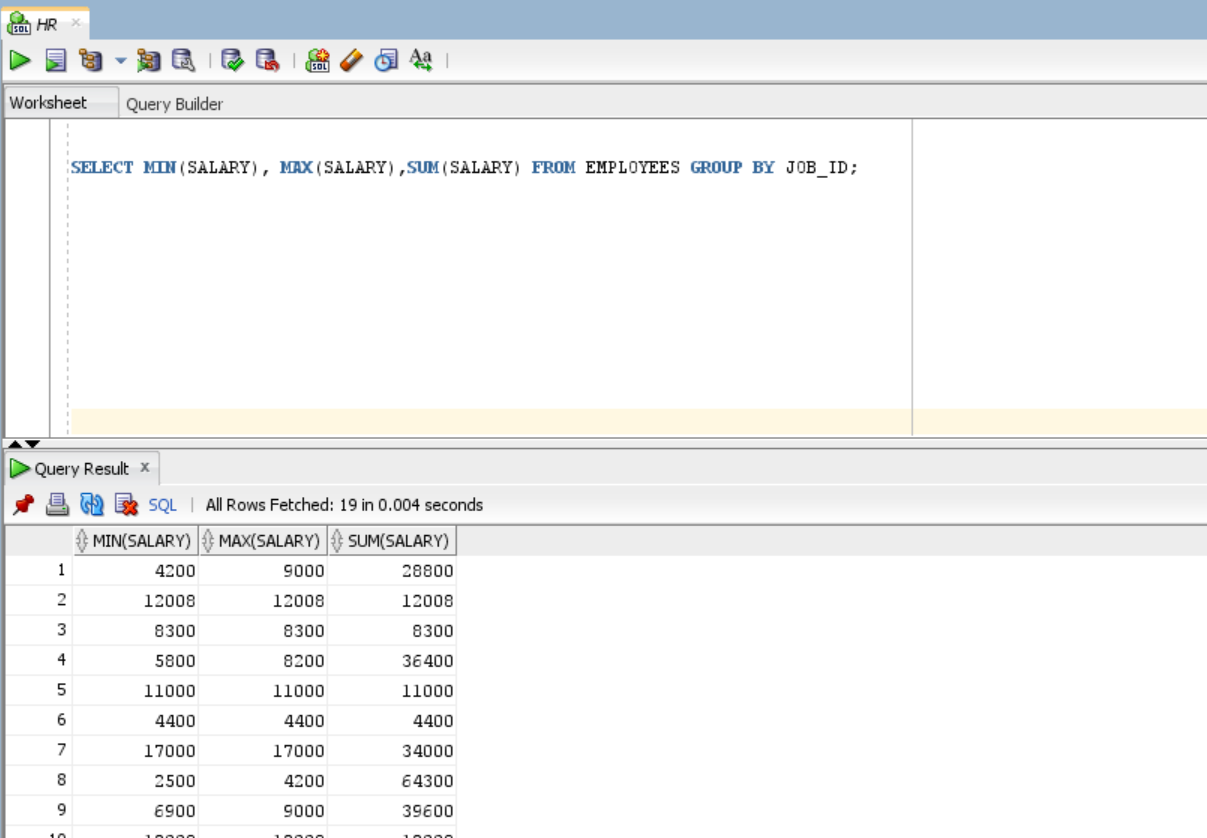 HR
Worksheet Query Builder
SELECT MIN(SALARY), MAX(SALARY),SUM(SALARY) FROM EMPLOYEES GROUP BY JOB_ID;
Query Result x
SQL | All Rows Fetched: 19 in 0.004 seconds
MIN(SALARY) MAX(SALARY) SUM(SALARY)
1 4200 9000 28800
2 12008 12008 12008
3 8300 8300 8300
4 5800 8200 36400
5 11000 11000 11000
6 4400 4400 4400
7 17000 17000 34000
8 2500 4200 64300
9 6900 9000 39600